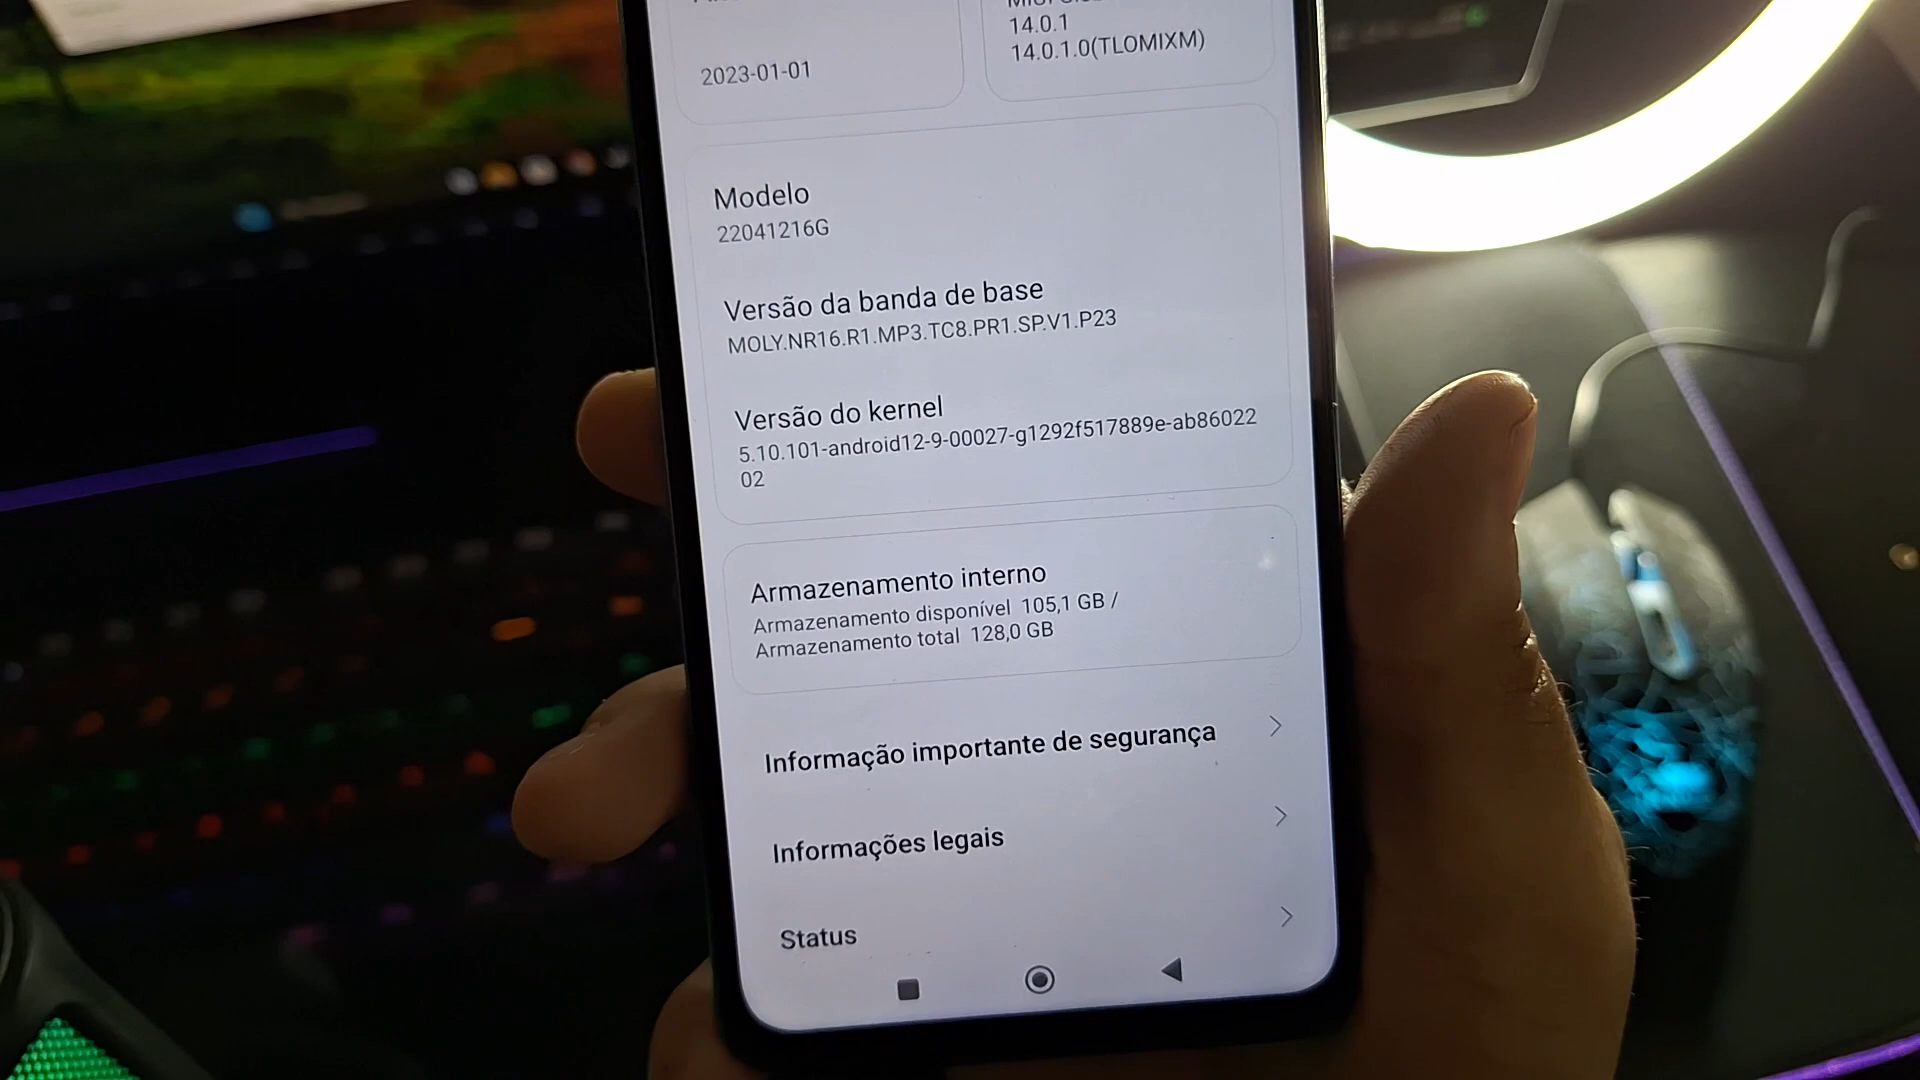 14.0.1
2023-01-01
14.0.1.0(TLOMIXM)
Modelo
22041216G
Versão da banda de base
MOLY.NR16.R1.MP3.TC8.PR1.SP.V1.P23
Versão do kernel
5.10.101-android12-9-00027-g1292f517889e-ab86022
02
Armazenamento interno
Armazenamento disponível 105,1 GB /
Armazenamento total 128,0 GB
Informação importante de segurança
Informações legais
Status